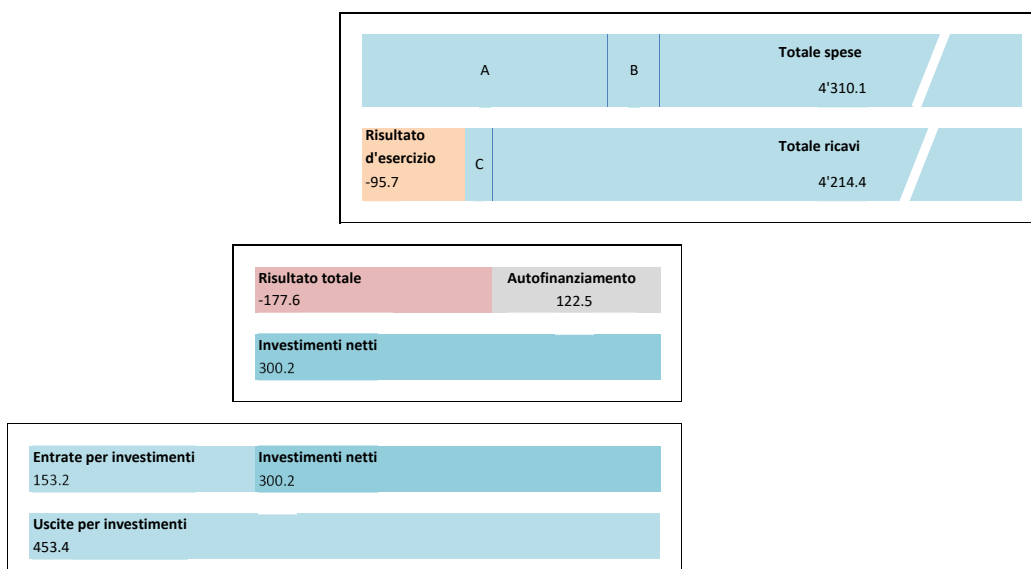 A
B
Totale spese
4'310.1
Risultato
d'esercizio
-95.7
C
Totale ricavi
4'214.4
Risultato totale
-177.6
Autofinanziamento
122.5
Investimenti netti
300.2
Entrate per investimenti
153.2
Investimenti netti
300.2
Uscite per investimenti
453.4